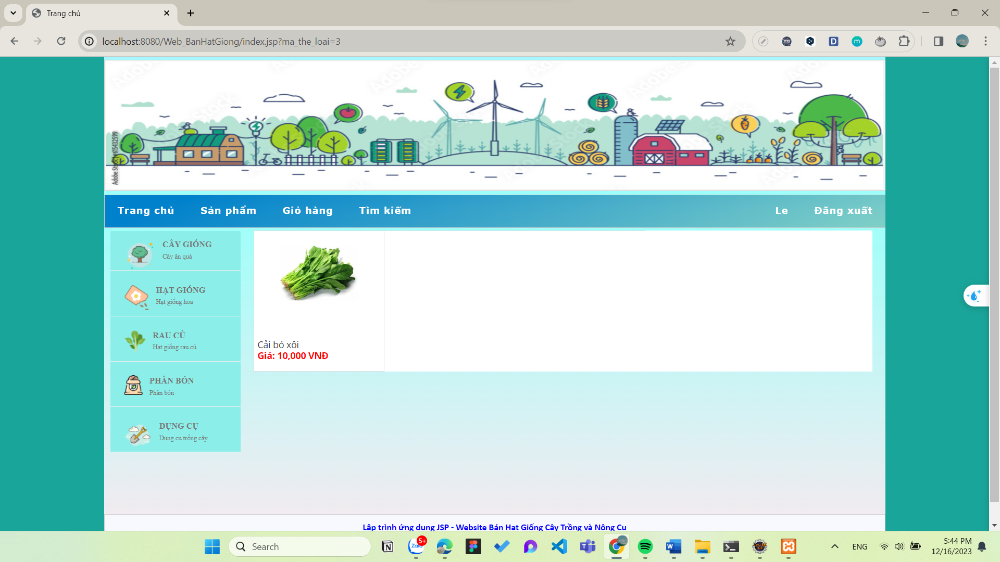 Trang chủ
localhost:8080/Web_BanHatGiong/index.jsp?ma_the_loai=3
Adobe Stock | #615432599
Trang chủ Sản phẩm Giỏ hàng Tìm kiếm Le Đăng xuất
CÂY GIỐNG
Cây ăn quả
HẠT GIỐNG
Hạt giống hoa
RAU CỦ
Hạt giống rau củ
PHÂN BÓN
Phân bón
DỤNG CỤ
Dụng cụ trồng cây
Cải bó xôi
Giá: 10,000 VNĐ
Lập trình ứng dụng JSP - Website Bán Hạt Giống Cây Trồng và Nông Cụ
Search
Zalo
5+
ENG
5:44 PM
12/16/2023